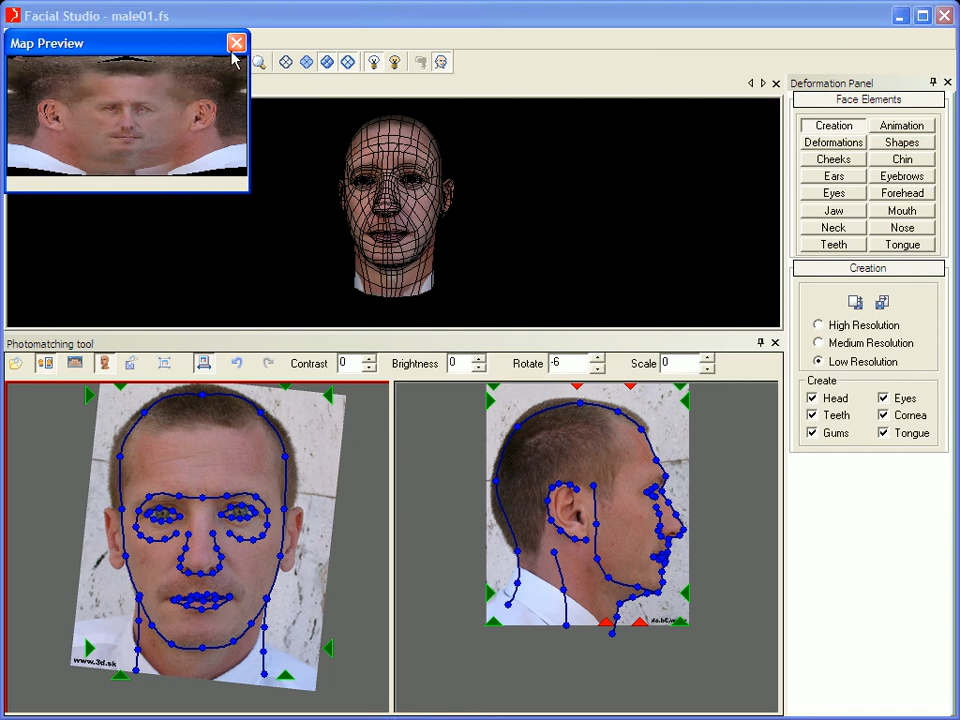 Facial Studio - male01.fs
Map Preview
Deformation Panel
Face Elements
Creation Animation
Deformations Shapes
Cheeks Chin
Ears Eyebrows
Eyes Forehead
Jaw Mouth
Neck Nose
Teeth Tongue
Creation
High Resolution
Medium Resolution
Low Resolution
Create
Head Eyes
Teeth Cornea
Gums Tongue
Photomatching tool
Contrast 0 Brightness 0 Rotate -6 Scale 0
www.3d.sk